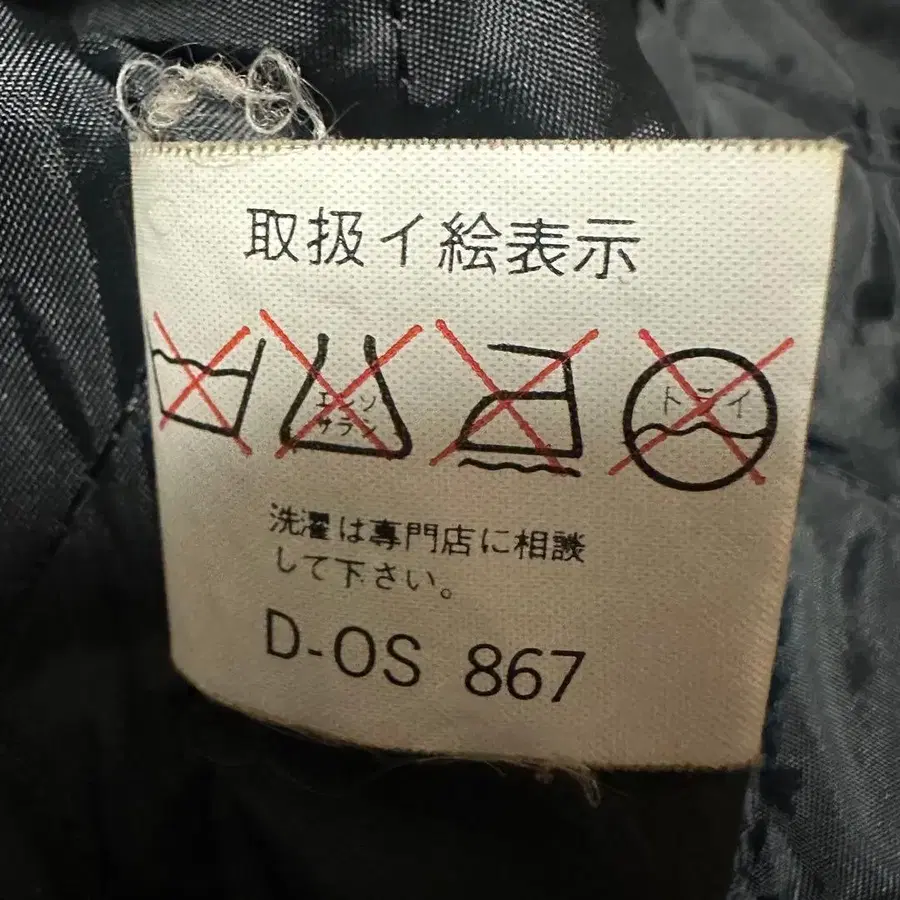 取扱イ絵表示
エンソ
サラシ
ドライ
洗濯は専門店に相談
して下さい。
D-OS 867